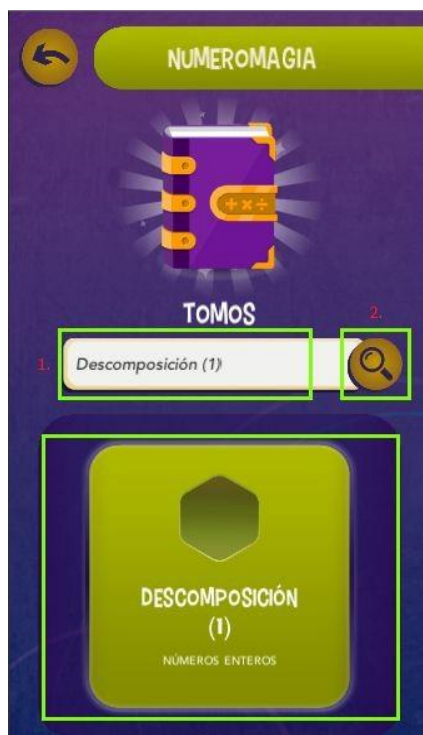 NUMEROMAGIA
+ × ÷
TOMOS
2.
1.
Descomposición (1)
DESCOMPOSICIÓN
(1)
NÚMEROS ENTEROS